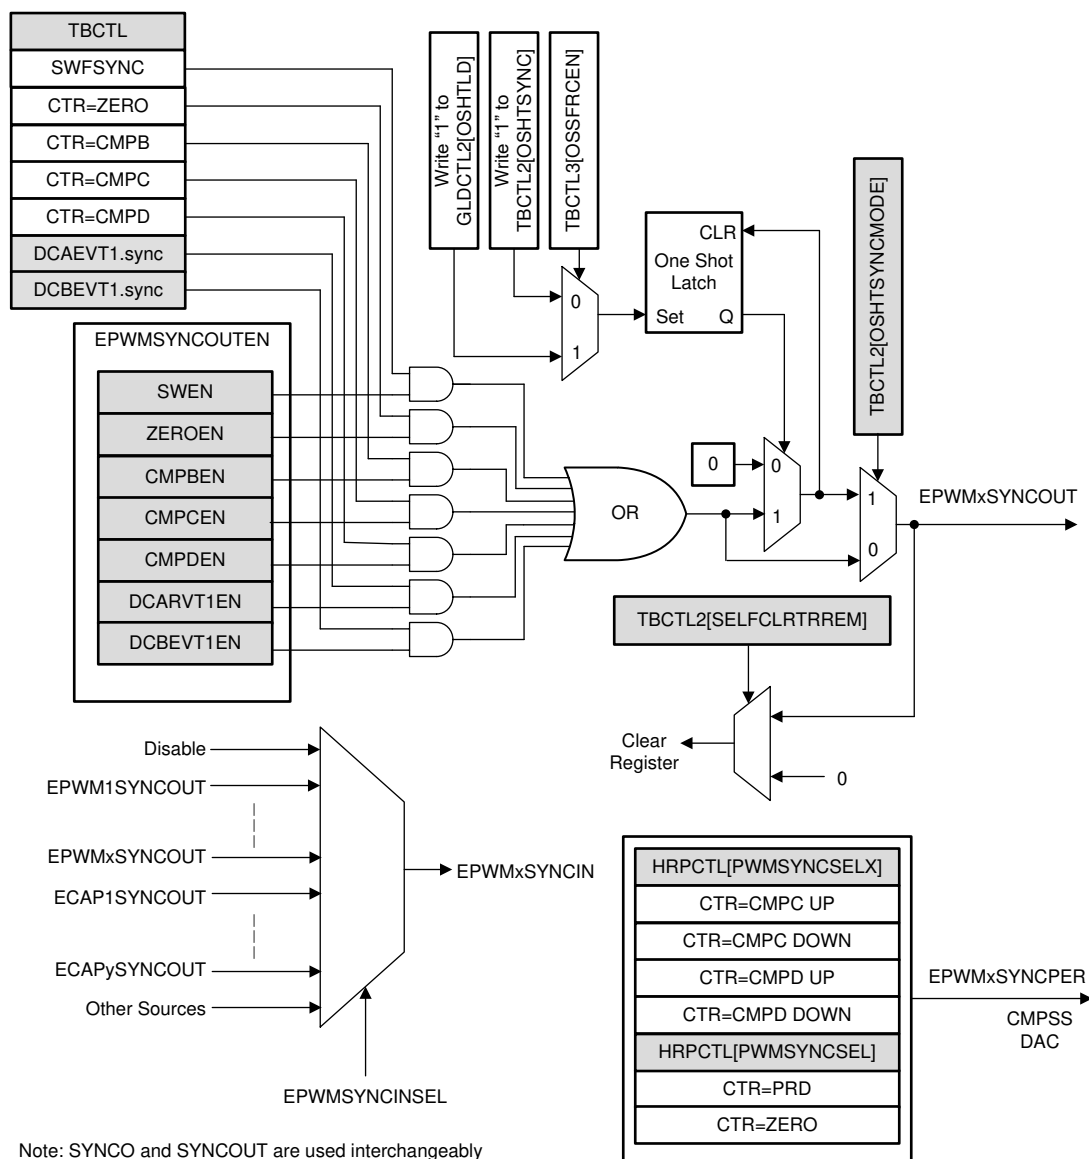 TBCTL
SWFSYNC
CTR=ZERO
CTR=CMPB
CTR=CMPC
CTR=CMPD
DCAEVT1.sync
DCBEVT1.sync
EPWMSYNCOUTEN
SWEN
ZEROEN
CMPBEN
CMPCEN
CMPDEN
DCARVT1EN
DCBEVT1EN
Write “1” to
GLDCTL2[OSHTLD]
Write “1” to
TBCTL2[OSHTSYNC]
TBCTL3[OSSFRCEN]
0
1
CLR
One Shot
Latch
Set Q
TBCTL2[OSHTSYNCMODE]
OR
0
0
1
1
0
EPWMxSYNCOUT
TBCTL2[SELFCLRTRREM]
Clear
Register
0
Disable
EPWM1SYNCOUT
EPWMxSYNCOUT
ECAP1SYNCOUT
ECAPySYNCOUT
Other Sources
EPWMxSYNCIN
EPWMSYNCINSEL
HRPCTL[PWMSYNCSELX]
CTR=CMPC UP
CTR=CMPC DOWN
CTR=CMPD UP
CTR=CMPD DOWN
HRPCTL[PWMSYNCSEL]
CTR=PRD
CTR=ZERO
EPWMxSYNCPER
CMPSS
DAC
Note: SYNCO and SYNCOUT are used interchangeably